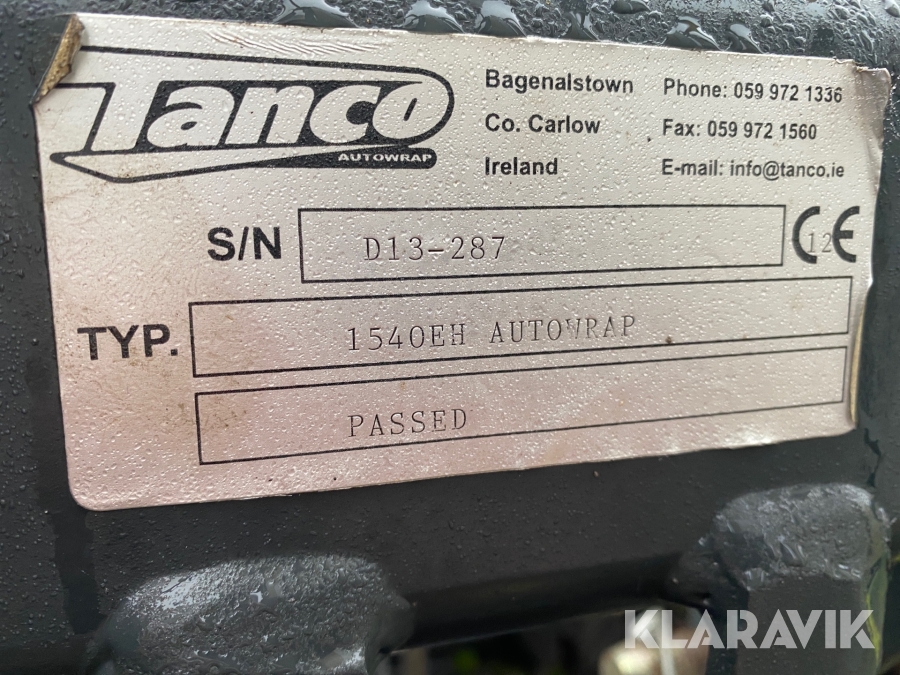 Tanco
AUTOWRAP
Bagenalstown
Co. Carlow
Ireland
Phone: 059 972 1336
Fax: 059 972 1560
E-mail: info@tanco.ie
S/N D13-287
CE 12
TYP. 1540EH AUTOWRAP
PASSED
KLARAVIK